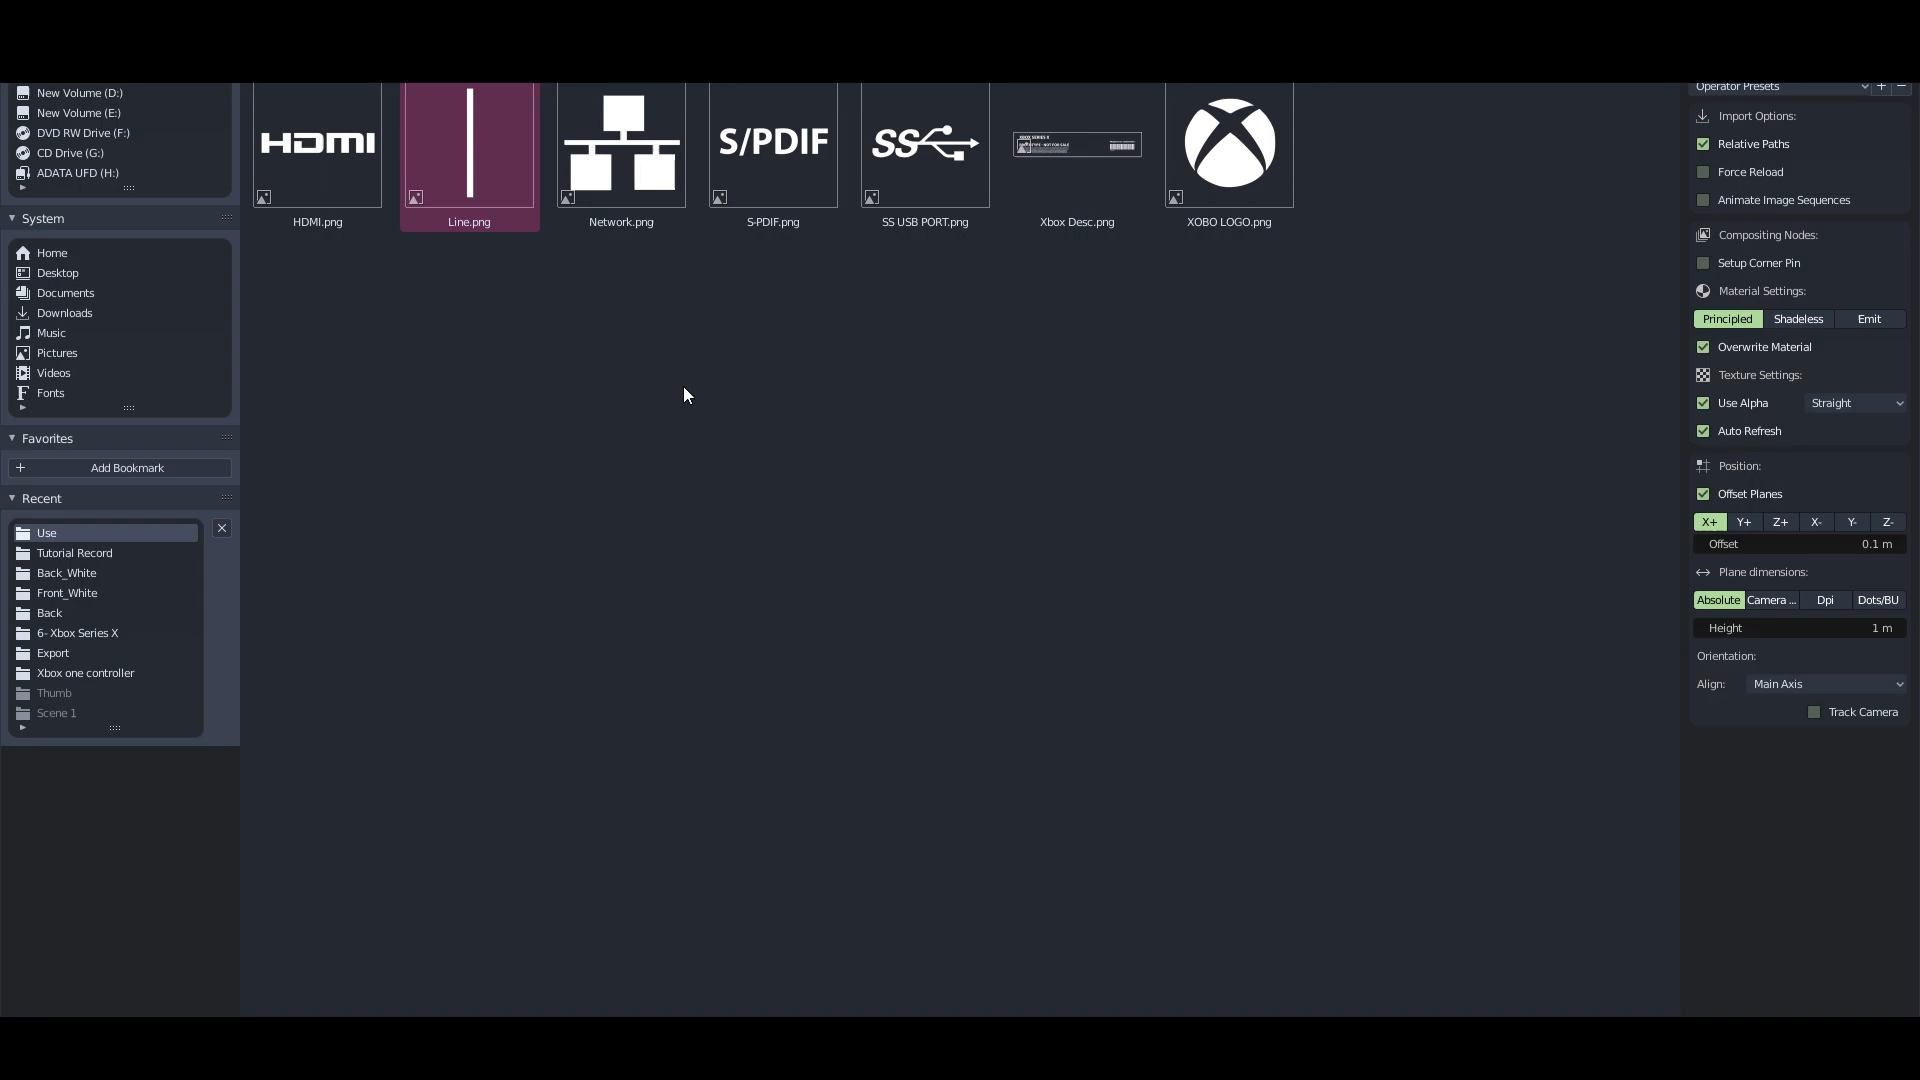 New Volume (D:)
New Volume (E:)
DVD RW Drive (F:)
CD Drive (G:)
ADATA UFD (H:)
System
Home
Desktop
Documents
Downloads
Music
Pictures
Videos
Fonts
Favorites
Add Bookmark
Recent
Use
Tutorial Record
Back_White
Front_White
Back
6- Xbox Series X
Export
Xbox one controller
Thumb
Scene 1
HDMI
S/PDIF
SS
XBOX SERIES X
HDMI.png
Line.png
Network.png
S-PDIF.png
SS USB PORT.png
Xbox Desc.png
XOBO LOGO.png
Operator Presets
Import Options:
Relative Paths
Force Reload
Animate Image Sequences
Compositing Nodes:
Setup Corner Pin
Material Settings:
Principled Shadeless Emit
Overwrite Material
Texture Settings:
Use Alpha Straight
Auto Refresh
Position:
Offset Planes
X+ Y+ Z+ X- Y- Z-
Offset 0.1 m
Plane dimensions:
Absolute Camera ... Dpi Dots/BU
Height 1 m
Orientation:
Align: Main Axis
Track Camera